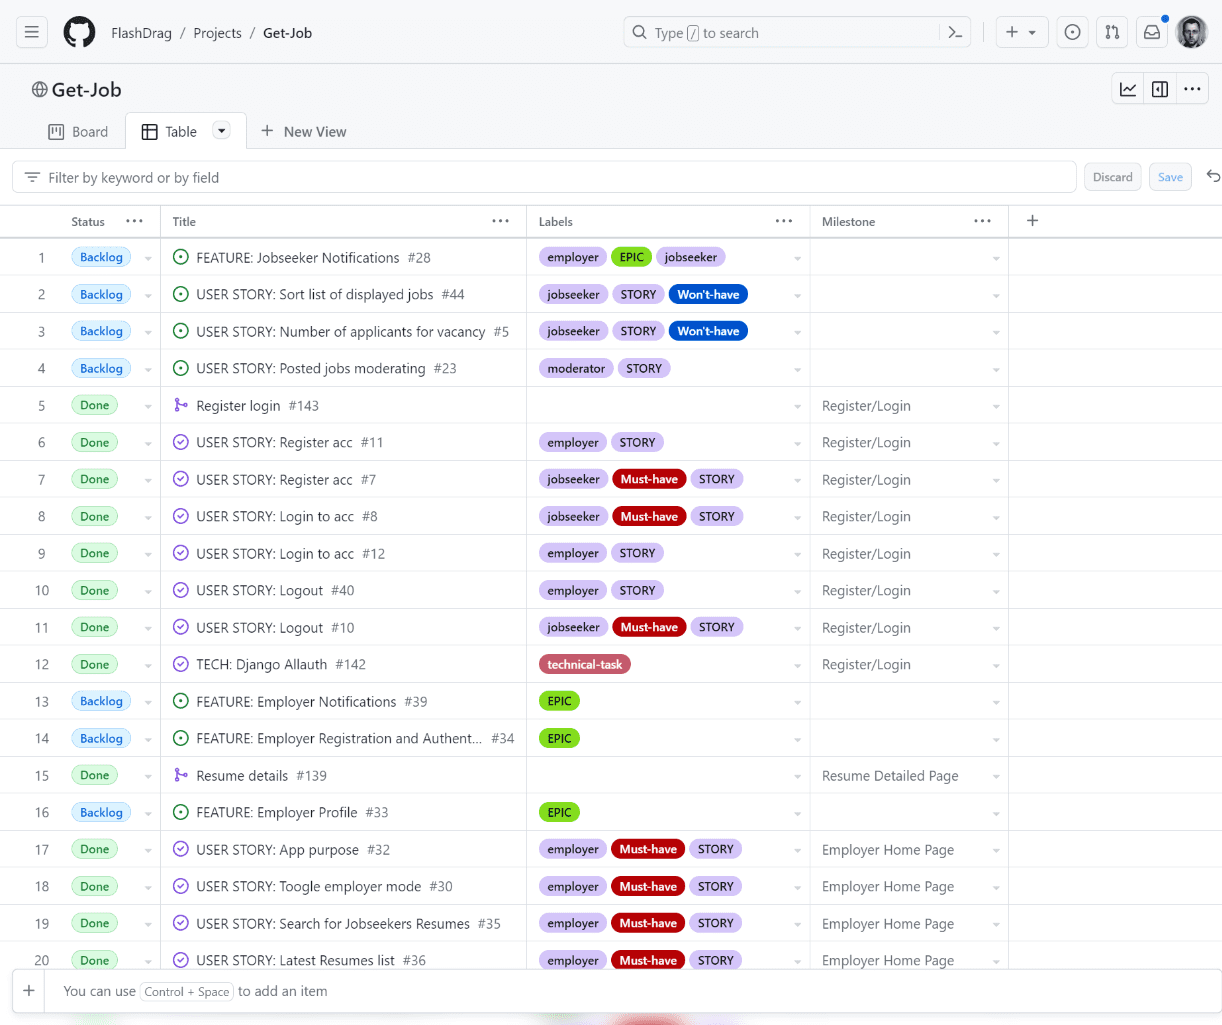 FlashDrag / Projects / Get-Job Type / to search
Get-Job
Board Table New View
Filter by keyword or by field Discard Save
Status Title Labels Milestone
1 Backlog FEATURE: Jobseeker Notifications #28 employer EPIC jobseeker
2 Backlog USER STORY: Sort list of displayed jobs #44 jobseeker STORY Won't-have
3 Backlog USER STORY: Number of applicants for vacancy #5 jobseeker STORY Won't-have
4 Backlog USER STORY: Posted jobs moderating #23 moderator STORY
5 Done Register login #143 Register/Login
6 Done USER STORY: Register acc #11 employer STORY Register/Login
7 Done USER STORY: Register acc #7 jobseeker Must-have STORY Register/Login
8 Done USER STORY: Login to acc #8 jobseeker Must-have STORY Register/Login
9 Done USER STORY: Login to acc #12 employer STORY Register/Login
10 Done USER STORY: Logout #40 employer STORY Register/Login
11 Done USER STORY: Logout #10 jobseeker Must-have STORY Register/Login
12 Done TECH: Django Allauth #142 technical-task Register/Login
13 Backlog FEATURE: Employer Notifications #39 EPIC
14 Backlog FEATURE: Employer Registration and Authent... #34 EPIC
15 Done Resume details #139 Resume Detailed Page
16 Backlog FEATURE: Employer Profile #33 EPIC
17 Done USER STORY: App purpose #32 employer Must-have STORY Employer Home Page
18 Done USER STORY: Toogle employer mode #30 employer Must-have STORY Employer Home Page
19 Done USER STORY: Search for Jobseekers Resumes #35 employer Must-have STORY Employer Home Page
20 Done USER STORY: Latest Resumes list #36 employer Must-have STORY Employer Home Page
+ You can use Control + Space to add an item